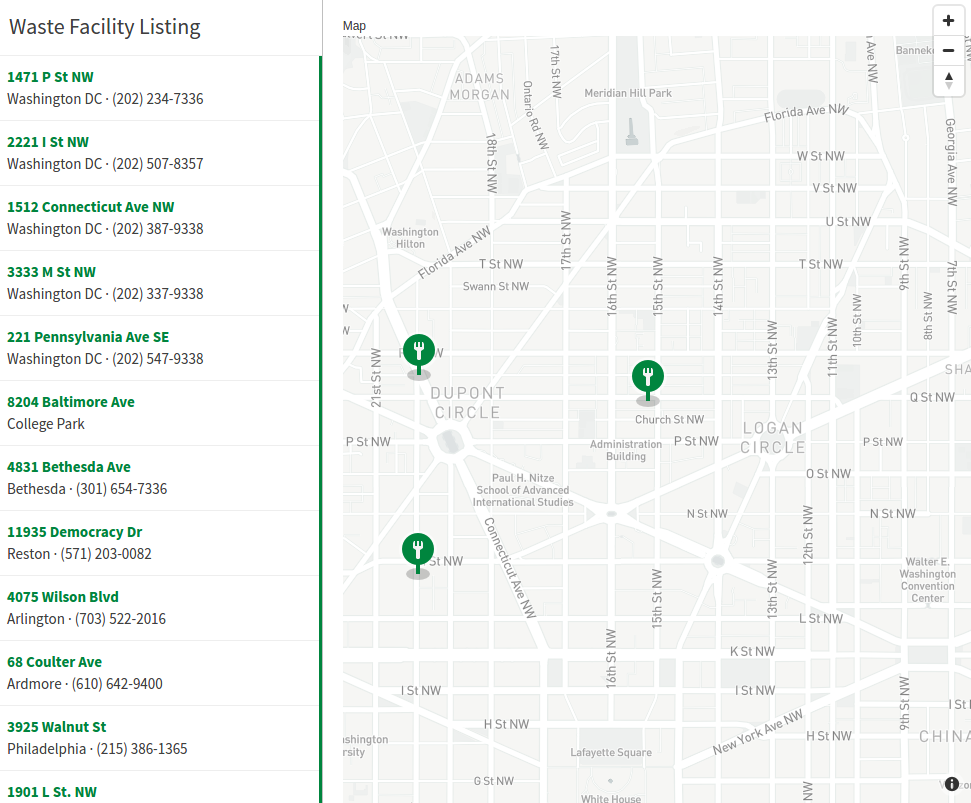 Waste Facility Listing
1471 P St NW
Washington DC · (202) 234-7336
2221 I St NW
Washington DC · (202) 507-8357
1512 Connecticut Ave NW
Washington DC · (202) 387-9338
3333 M St NW
Washington DC · (202) 337-9338
221 Pennsylvania Ave SE
Washington DC · (202) 547-9338
8204 Baltimore Ave
College Park
4831 Bethesda Ave
Bethesda · (301) 654-7336
11935 Democracy Dr
Reston · (571) 203-0082
4075 Wilson Blvd
Arlington · (703) 522-2016
68 Coulter Ave
Ardmore · (610) 642-9400
3925 Walnut St
Philadelphia · (215) 386-1365
1901 L St. NW
Map
17th St NW
Ave NW
ADAMS
MORGAN
Ontario Rd NW
Meridian Hill Park
Florida Ave NW
Georgia Ave NW
18th St NW
W St NW
V St NW
U St NW
Washington
Hilton
Florida Ave NW
17th St NW
T St NW
16th St NW
15th St NW
14th St NW
T St NW
9th St NW
7th St NW
Swann St NW
10th St NW
8th St NW
21st St NW
13th St NW
11th St NW
DUPONT
CIRCLE
Q St NW
Church St NW
LOGAN
CIRCLE
P St NW
Administration
Building
P St NW
P St NW
O St NW
Paul H. Nitze
School of Advanced
International Studies
N St NW
N St NW
12th St NW
Connecticut Ave NW
St NW
Walter E.
Washington
Convention
Center
15th St NW
13th St NW
L St NW
16th St NW
K St NW
I St NW
I St NW
9th St NW
H St NW
New York Ave NW
H St NW
Lafayette Square
G St NW
White House